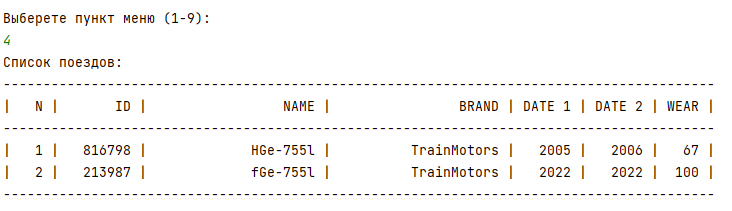 Выберете пункт меню (1-9):
4
Список поездов:
-----------------------------------------------------------------------------------------
|   N |       ID |                 NAME |                BRAND | DATE 1 | DATE 2 | WEAR |
-----------------------------------------------------------------------------------------
|   1 |   816798 |             HGe-755l |          TrainMotors |   2005 |   2006 |   67 |
|   2 |   213987 |             fGe-755l |          TrainMotors |   2022 |   2022 |  100 |
-----------------------------------------------------------------------------------------